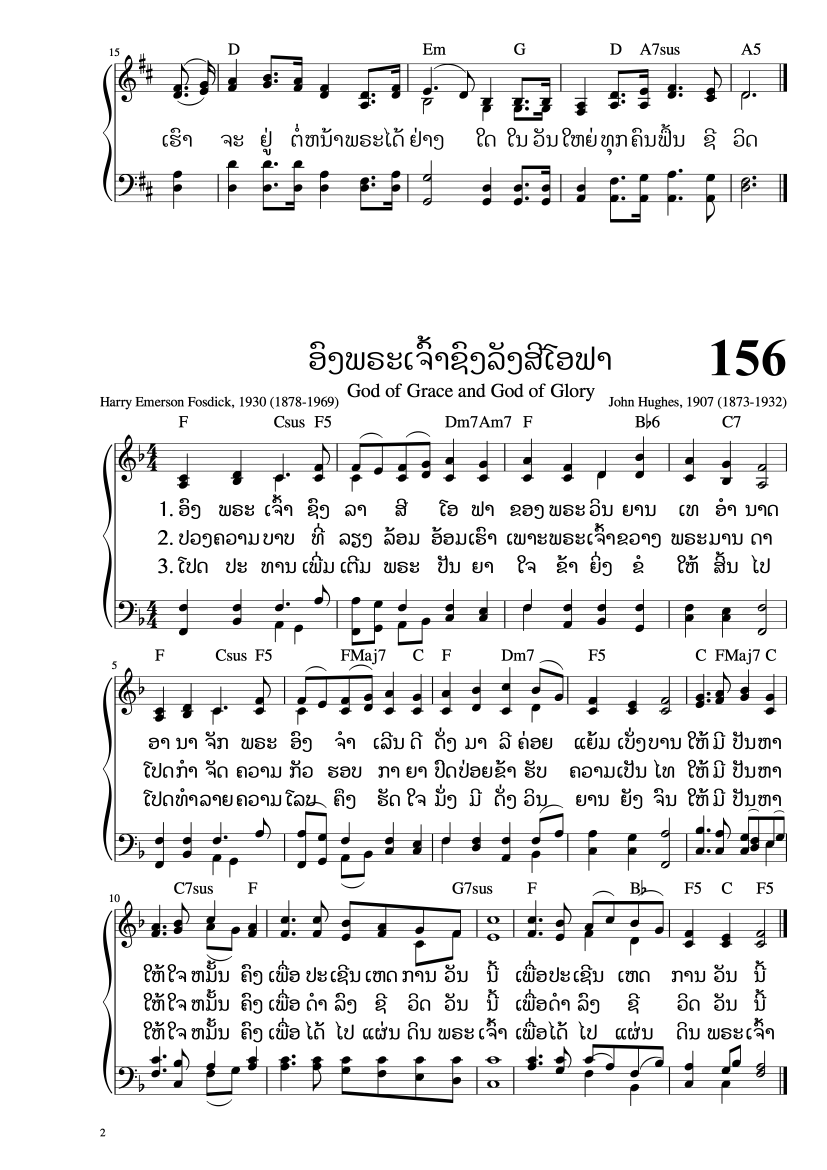 15 D Em G D A7sus A5
ເຮົາ ຈະ ຢູ່ ຕໍ່ຫນ້າພຣະໄດ້ ຢ່າງ ໃດ ໃນ ວັນ ໃຫຍ່ ທຸກ ຄົນຟື້ນ ຊີ ວິດ
ອົງພຣະເຈົ້າຊົງລັງສີໂອຟາ 156
God of Grace and God of Glory
Harry Emerson Fosdick, 1930 (1878-1969) John Hughes, 1907 (1873-1932)
F Csus F5 Dm7 Am7 F B♭6 C7
1. ອົງ ພຣະ ເຈົ້າ ຊົງ ລາ ສີ ໂອ ຟາ ຂອງ ພຣະ ວິນ ຍານ ເທ ອຳ ນາດ
2. ປວງຄວາມ ບາບ ທີ່ ລຽງ ລ້ອມ ອ້ອມເຮົາ ເພາະພຣະເຈົ້າຂວາງ ພຣະມານ ດາ
3. ໂປດ ປະ ທານ ເພີ່ມ ເຕີມ ພຣະ ປັນ ຍາ ໃຈ ຂ້າ ຍິ່ງ ຂໍ ໃຫ້ ສິ້ນ ໄປ
5 F Csus F5 FMaj7 C F Dm7 F5 C FMaj7 C
ອາ ນາ ຈັກ ພຣະ ອົງ ຈຳ ເລີນ ດີ ດັ່ງ ມາ ລີ ຄ່ອຍ ແຍ້ມ ເບັ່ງບານ ໃຫ້ ມີ ປັນຫາ
ໂປດກຳ ຈັດ ຄວາມ ກັວ ຮອບ ກາ ຍາ ປົດປ່ອຍຂ້າ ຮັບ ຄວາມເປັນ ໄທ ໃຫ້ ມີ ປັນຫາ
ໂປດທຳລາຍຄວາມໂລບ ຄຶ່ງ ຮັດ ໃຈ ມັ່ງ ມີ ດັ່ງ ວິນ ຍານ ຍັງ ຈົນ ໃຫ້ ມີ ປັນຫາ
10 C7sus F G7sus F B♭ F5 C F5
ໃຫ້ ໃຈ ຫມັ້ນ ຄົງ ເພື່ອ ປະ ເຊີນ ເຫດ ການ ວັນ ນີ້ ເພື່ອປະ ເຊີນ ເຫດ ການ ວັນ ນີ້
ໃຫ້ ໃຈ ຫມັ້ນ ຄົງ ເພື່ອ ດຳ ລົງ ຊີ ວິດ ວັນ ນີ້ ເພື່ອດຳ ລົງ ຊີ ວິດ ວັນ ນີ້
ໃຫ້ ໃຈ ຫມັ້ນ ຄົງ ເພື່ອ ໄດ້ ໄປ ແຜ່ນ ດິນ ພຣະ ເຈົ້າ ເພື່ອໄດ້ ໄປ ແຜ່ນ ດິນ ພຣະເຈົ້າ
2